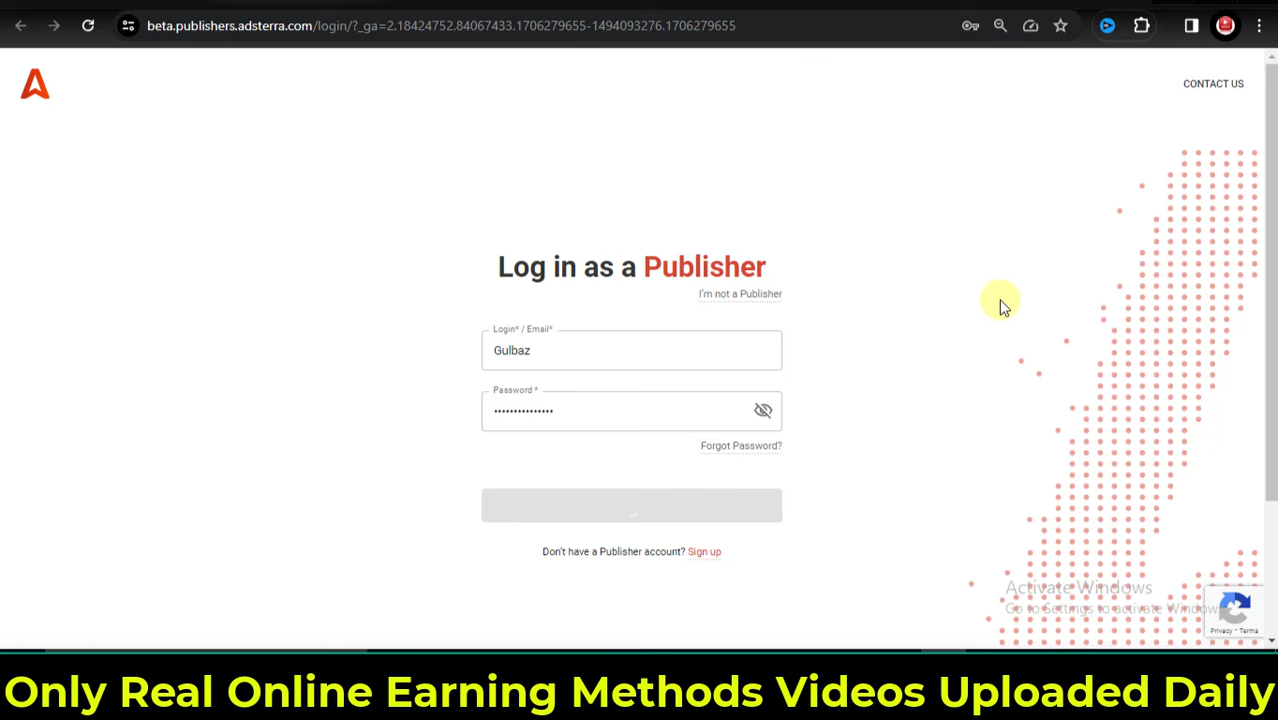 beta.publishers.adsterra.com/login/?_ga=2.18424752.84067433.1706279655-1494093276.1706279655
CONTACT US
Log in as a Publisher
I'm not a Publisher
Login* / Email*
Gulbaz
Password *
•••••••••••••••
Forgot Password?
Don't have a Publisher account? Sign up
Activate Windows
Go to Settings to activate Windows
Privacy - Terms
Only Real Online Earning Methods Videos Uploaded Daily